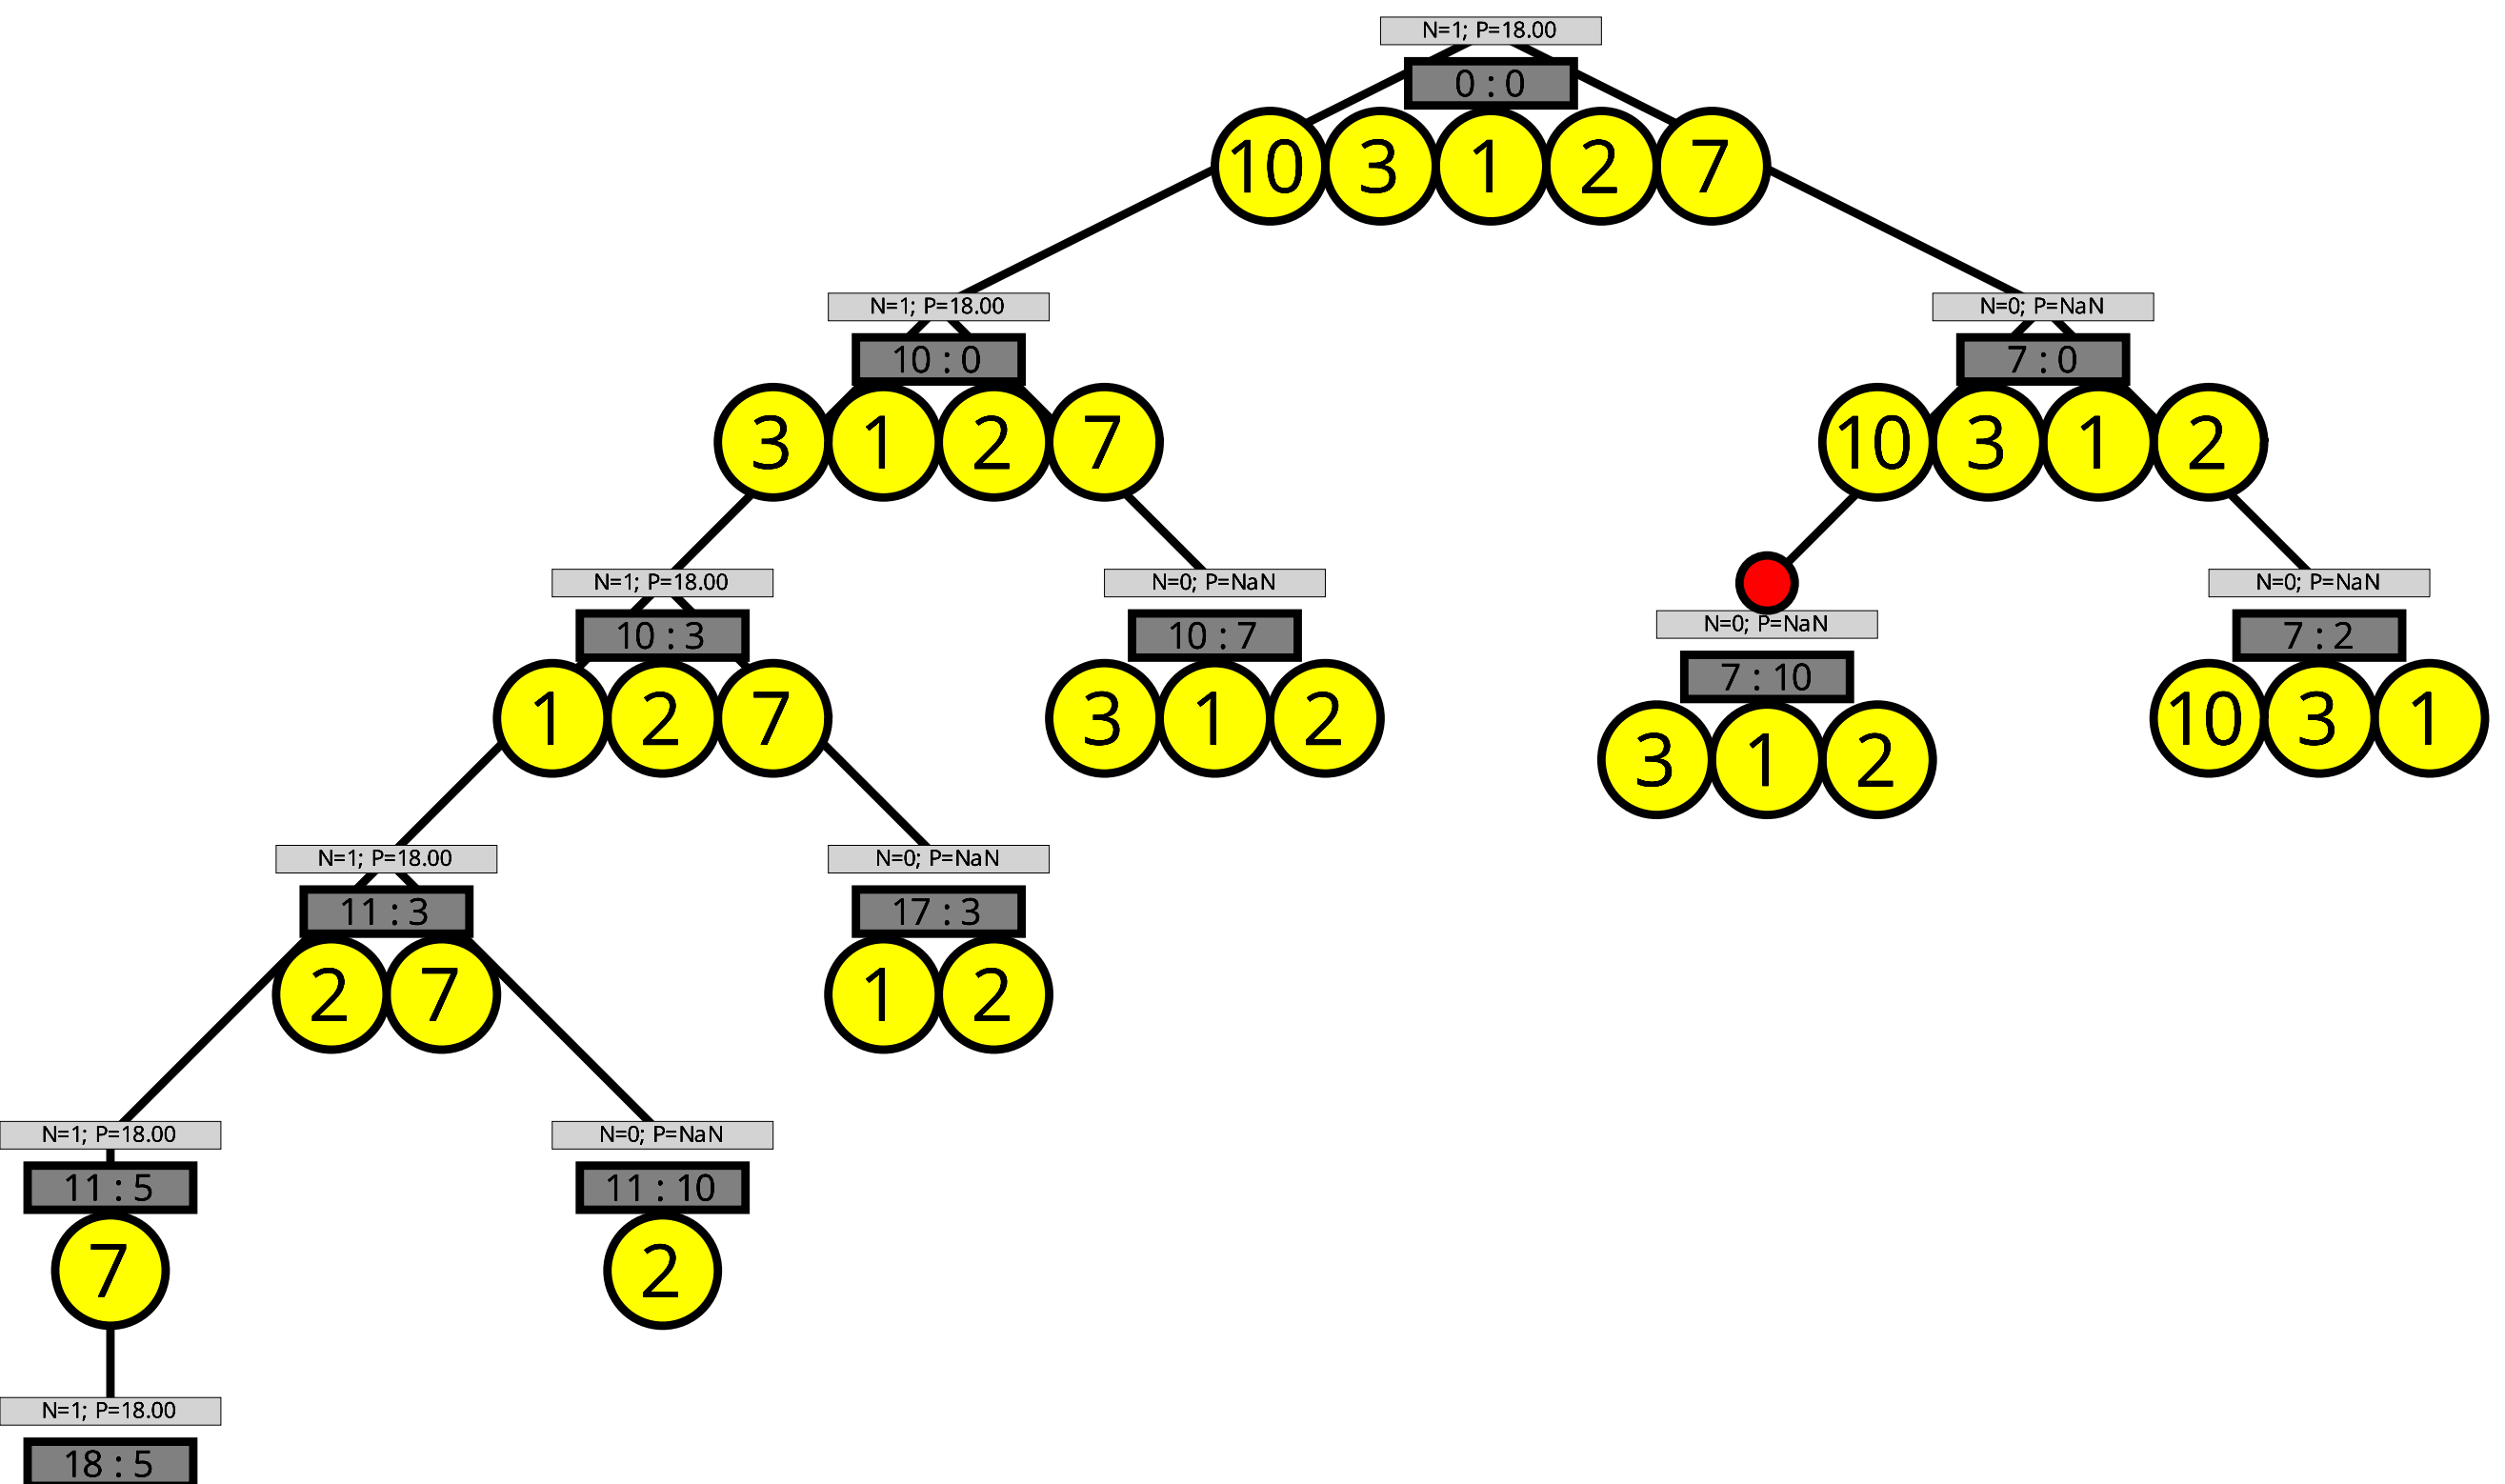 N=1; P=18.00
0 : 0
10 3 1 2 7
N=1; P=18.00
10 : 0
3 1 2 7
N=0; P=NaN
7 : 0
10 3 1 2
N=1; P=18.00
10 : 3
1 2 7
N=0; P=NaN
10 : 7
3 1 2
N=0; P=NaN
7 : 10
3 1 2
N=0; P=NaN
7 : 2
10 3 1
N=1; P=18.00
11 : 3
2 7
N=0; P=NaN
17 : 3
1 2
N=1; P=18.00
11 : 5
7
N=0; P=NaN
11 : 10
2
N=1; P=18.00
18 : 5